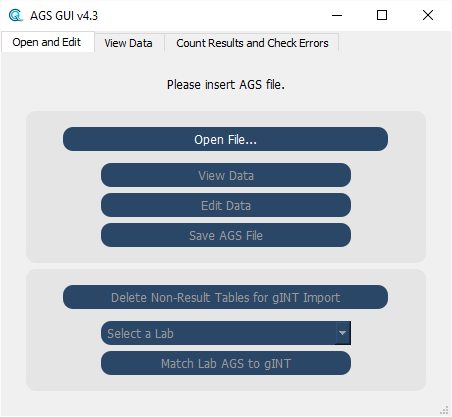 AGS GUI v4.3
Open and Edit
View Data
Count Results and Check Errors
Please insert AGS file.
Open File...
View Data
Edit Data
Save AGS File
Delete Non-Result Tables for gINT Import
Select a Lab
Match Lab AGS to gINT